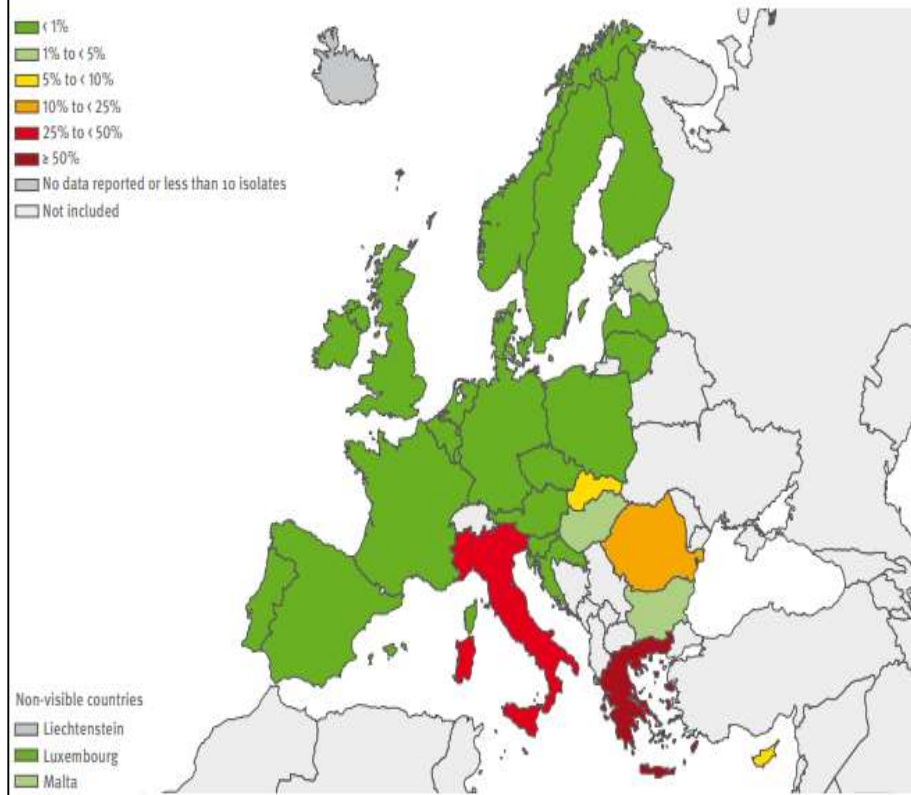 < 1%
1% to < 5%
5% to < 10%
10% to < 25%
25% to < 50%
≥ 50%
No data reported or less than 10 isolates
Not included
Non-visible countries
Liechtenstein
Luxembourg
Malta